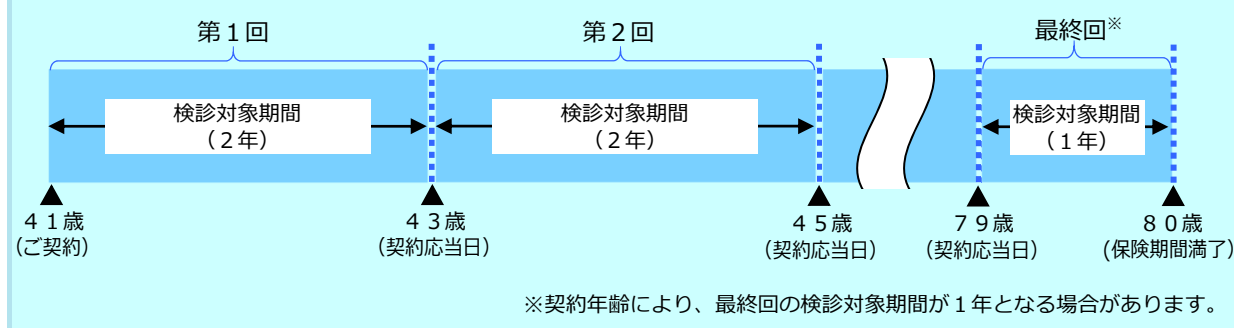 第1回
第2回
最終回※
検診対象期間
（2年）
検診対象期間
（2年）
検診対象期間
（1年）
41歳
（ご契約）
43歳
（契約応当日）
45歳
（契約応当日）
79歳
（契約応当日）
80歳
（保険期間満了）
※契約年齢により、最終回の検診対象期間が1年となる場合があります。